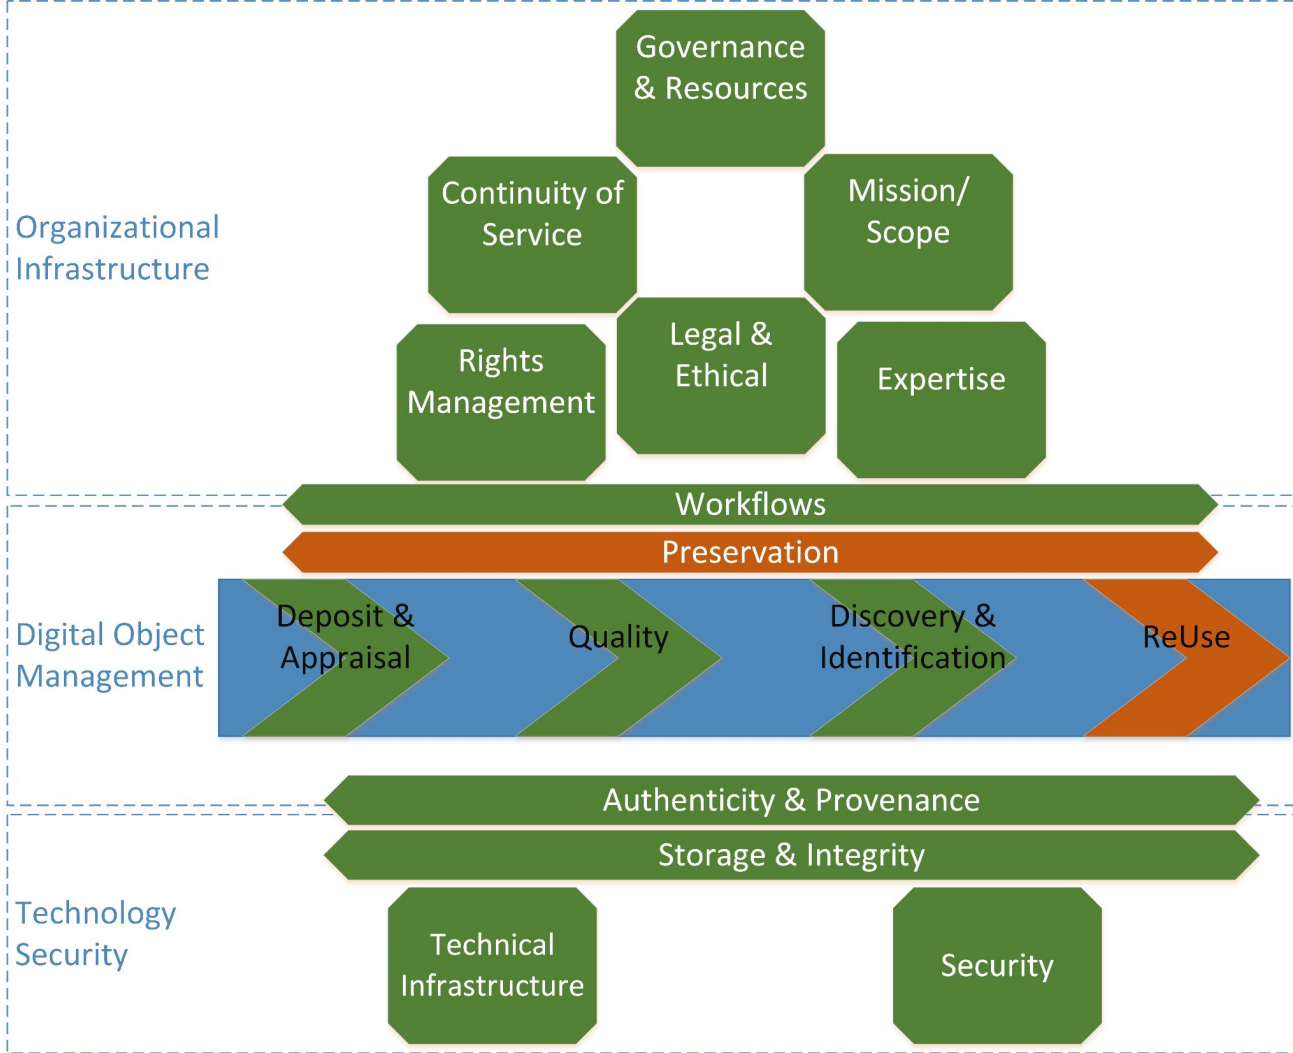 Governance
& Resources
Continuity of
Service
Mission/
Scope
Organizational
Infrastructure
Rights
Management
Legal &
Ethical
Expertise
Workflows
Preservation
Digital Object
Management
Deposit &
Appraisal
Quality
Discovery &
Identification
ReUse
Authenticity & Provenance
Storage & Integrity
Technology
Security
Technical
Infrastructure
Security